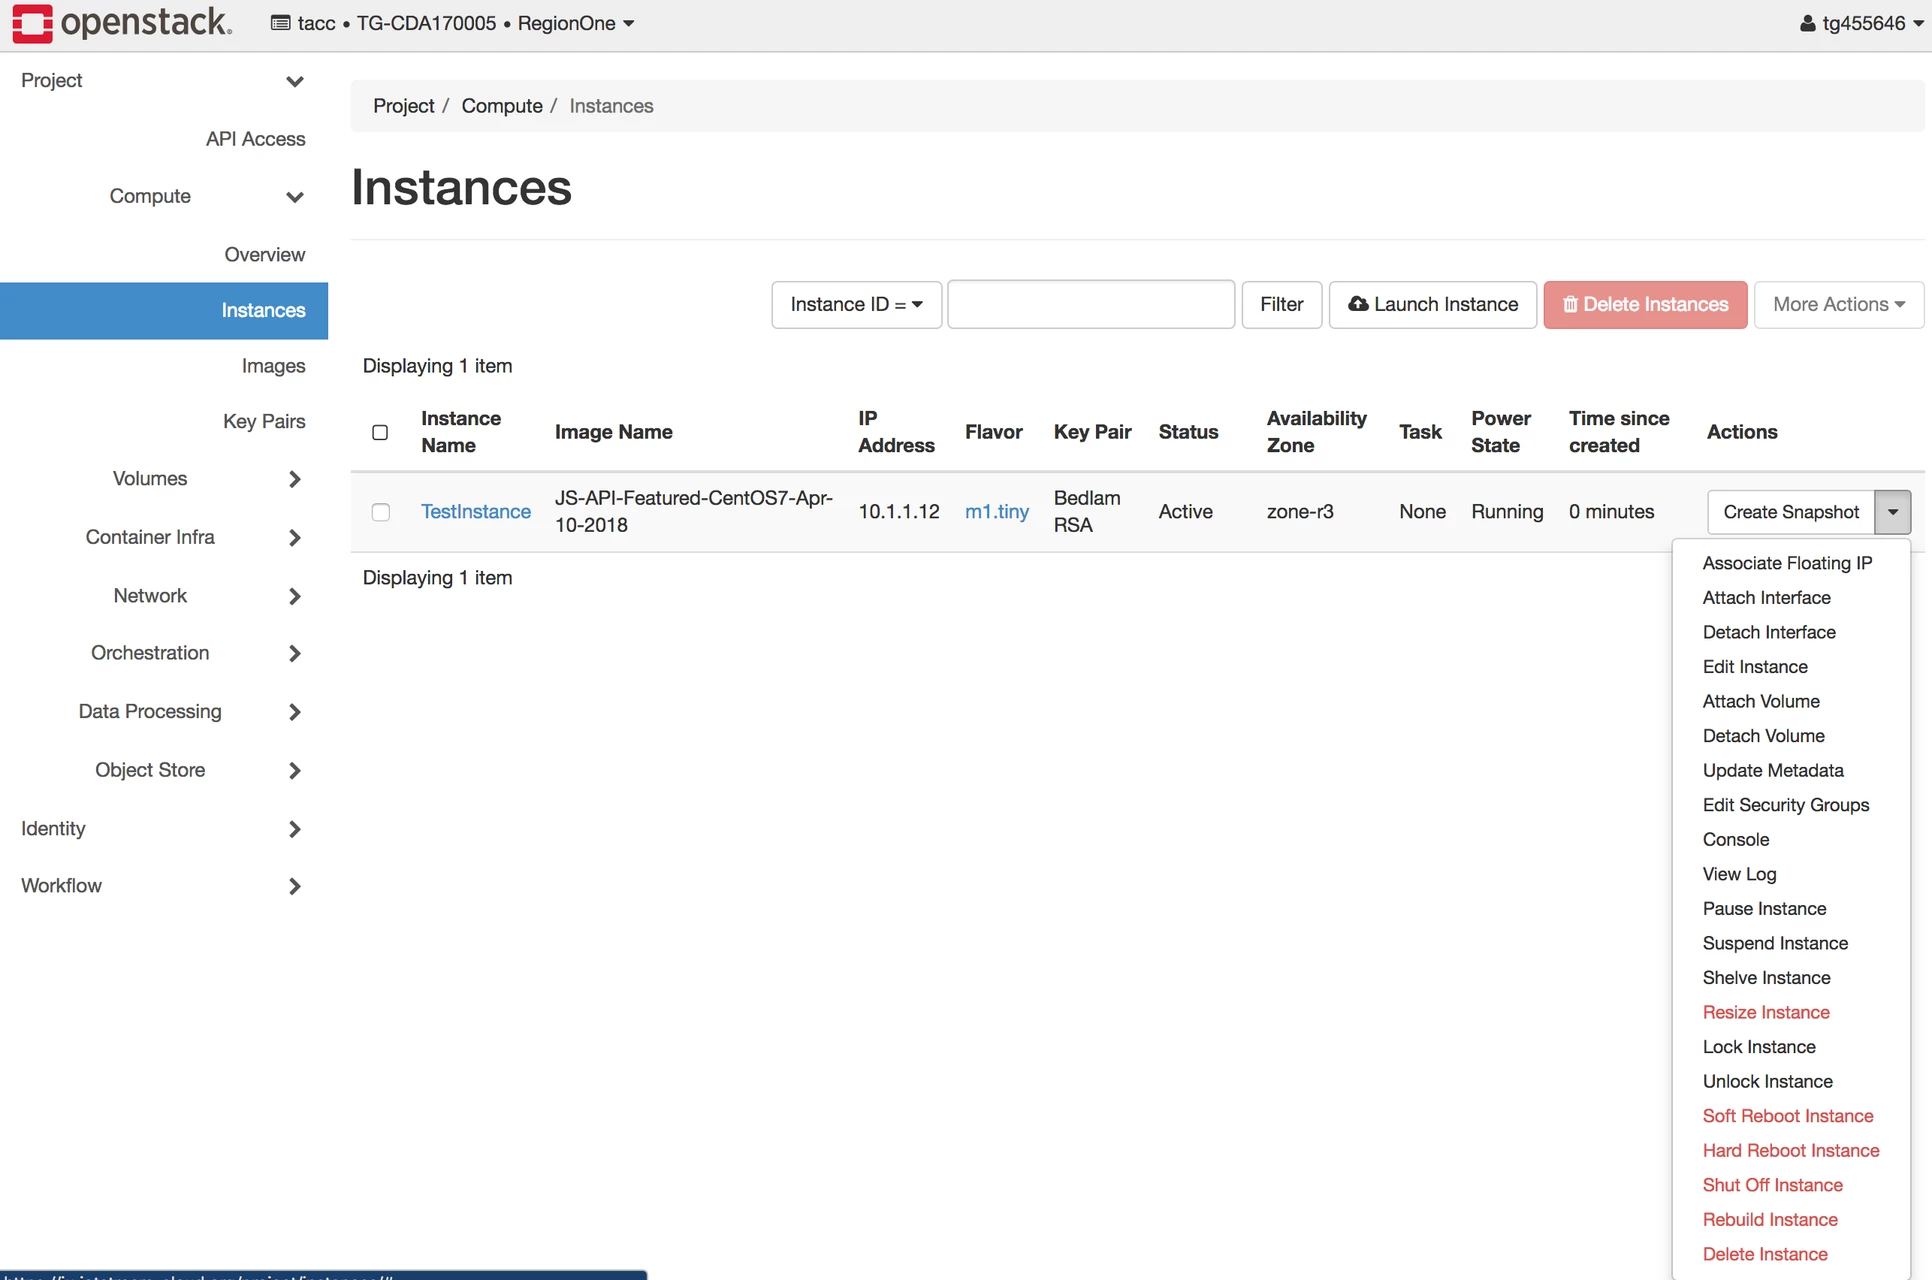 openstack.
tacc • TG-CDA170005 • RegionOne
tg455646
Project
API Access
Compute
Overview
Instances
Images
Key Pairs
Volumes
Container Infra
Network
Orchestration
Data Processing
Object Store
Identity
Workflow
Project / Compute / Instances
Instances
Instance ID =
Filter
Launch Instance
Delete Instances
More Actions
Displaying 1 item
Instance Name
Image Name
IP Address
Flavor
Key Pair
Status
Availability Zone
Task
Power State
Time since created
Actions
TestInstance
JS-API-Featured-CentOS7-Apr-
10-2018
10.1.1.12
m1.tiny
Bedlam
RSA
Active
zone-r3
None
Running
0 minutes
Create Snapshot
Displaying 1 item
Associate Floating IP
Attach Interface
Detach Interface
Edit Instance
Attach Volume
Detach Volume
Update Metadata
Edit Security Groups
Console
View Log
Pause Instance
Suspend Instance
Shelve Instance
Resize Instance
Lock Instance
Unlock Instance
Soft Reboot Instance
Hard Reboot Instance
Shut Off Instance
Rebuild Instance
Delete Instance